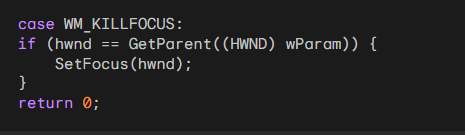 case WM_KILLFOCUS:
if (hwnd == GetParent((HWND) wParam)) {
    SetFocus(hwnd);
}
return 0;